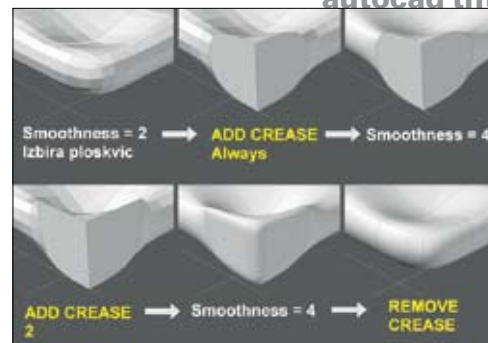 autocad
Smoothness = 2
Izbira ploskvic
ADD CREASE
Always
Smoothness = 4
ADD CREASE
2
Smoothness = 4
REMOVE
CREASE